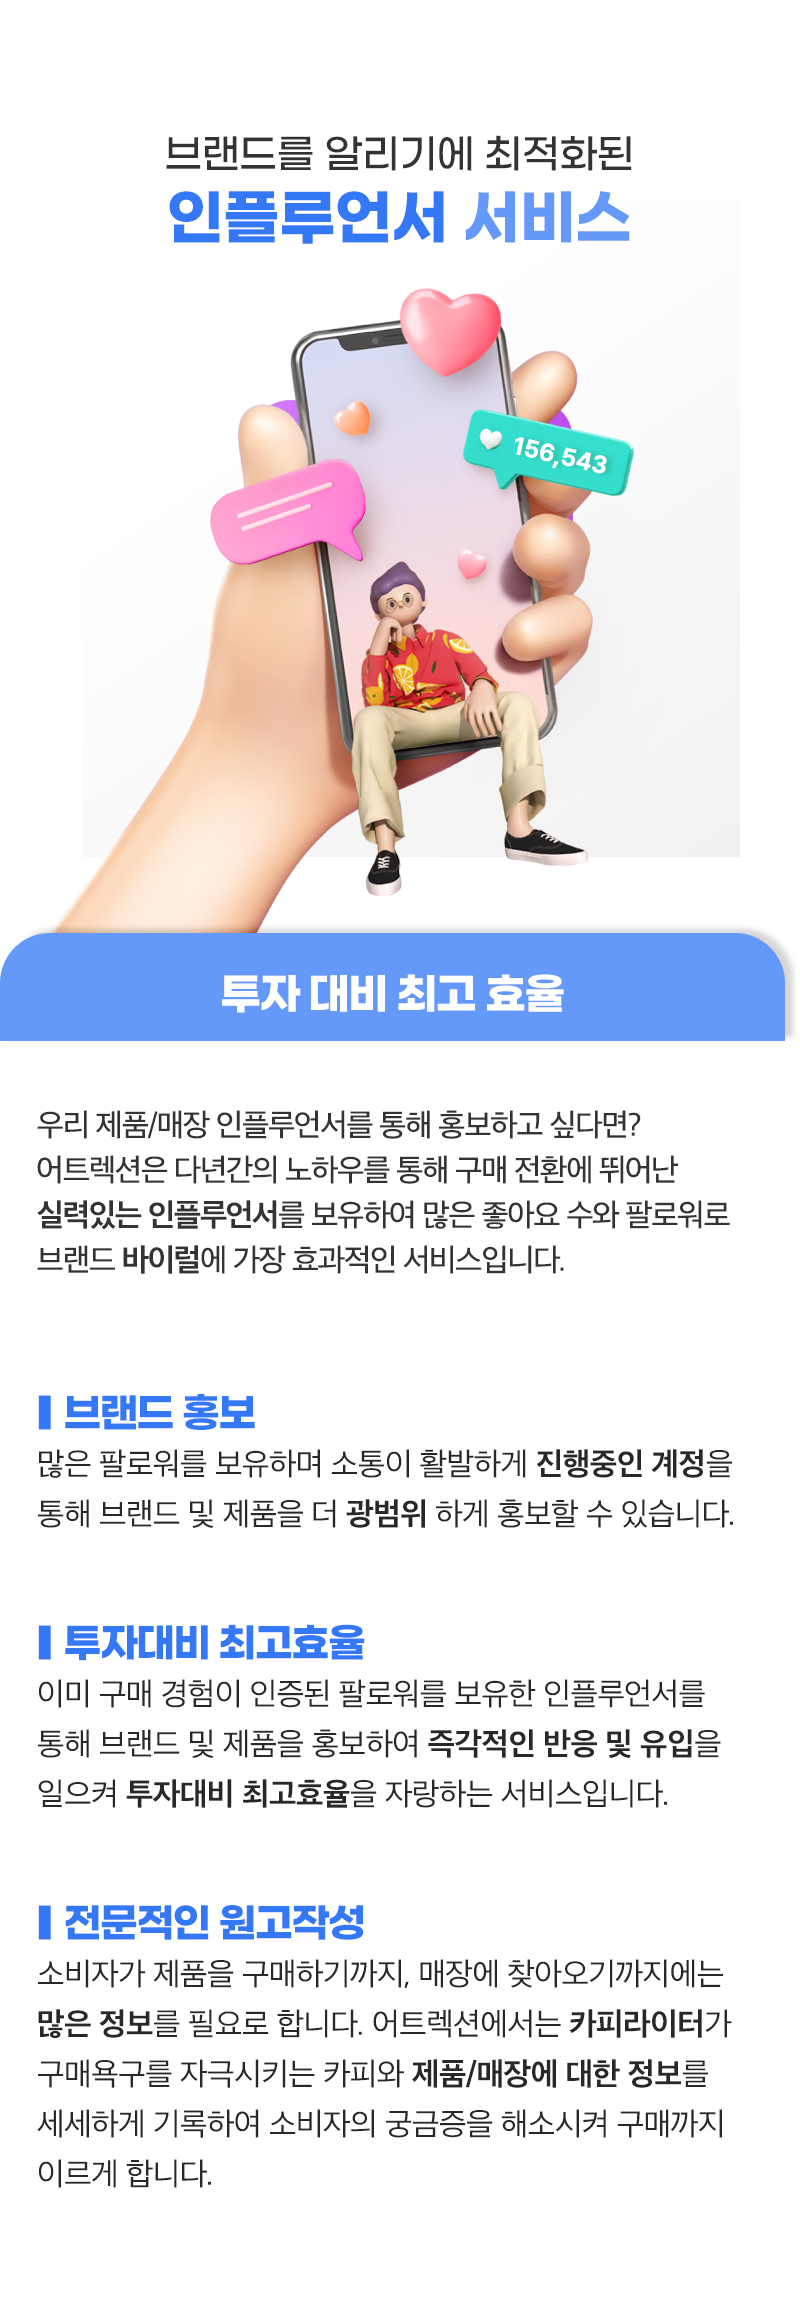 브랜드를 알리기에 최적화된
인플루언서 서비스
156,543
투자 대비 최고 효율
우리 제품/매장 인플루언서를 통해 홍보하고 싶다면?
어트렉션은 다년간의 노하우를 통해 구매 전환에 뛰어난
실력있는 인플루언서를 보유하여 많은 좋아요 수와 팔로워로
브랜드 바이럴에 가장 효과적인 서비스입니다.
브랜드 홍보
많은 팔로워를 보유하며 소통이 활발하게 진행중인 계정을
통해 브랜드 및 제품을 더 광범위 하게 홍보할 수 있습니다.
투자대비 최고효율
이미 구매 경험이 인증된 팔로워를 보유한 인플루언서를
통해 브랜드 및 제품을 홍보하여 즉각적인 반응 및 유입을
일으켜 투자대비 최고효율을 자랑하는 서비스입니다.
전문적인 원고작성
소비자가 제품을 구매하기까지, 매장에 찾아오기까지에는
많은 정보를 필요로 합니다. 어트렉션에서는 카피라이터가
구매욕구를 자극시키는 카피와 제품/매장에 대한 정보를
세세하게 기록하여 소비자의 궁금증을 해소시켜 구매까지
이르게 합니다.